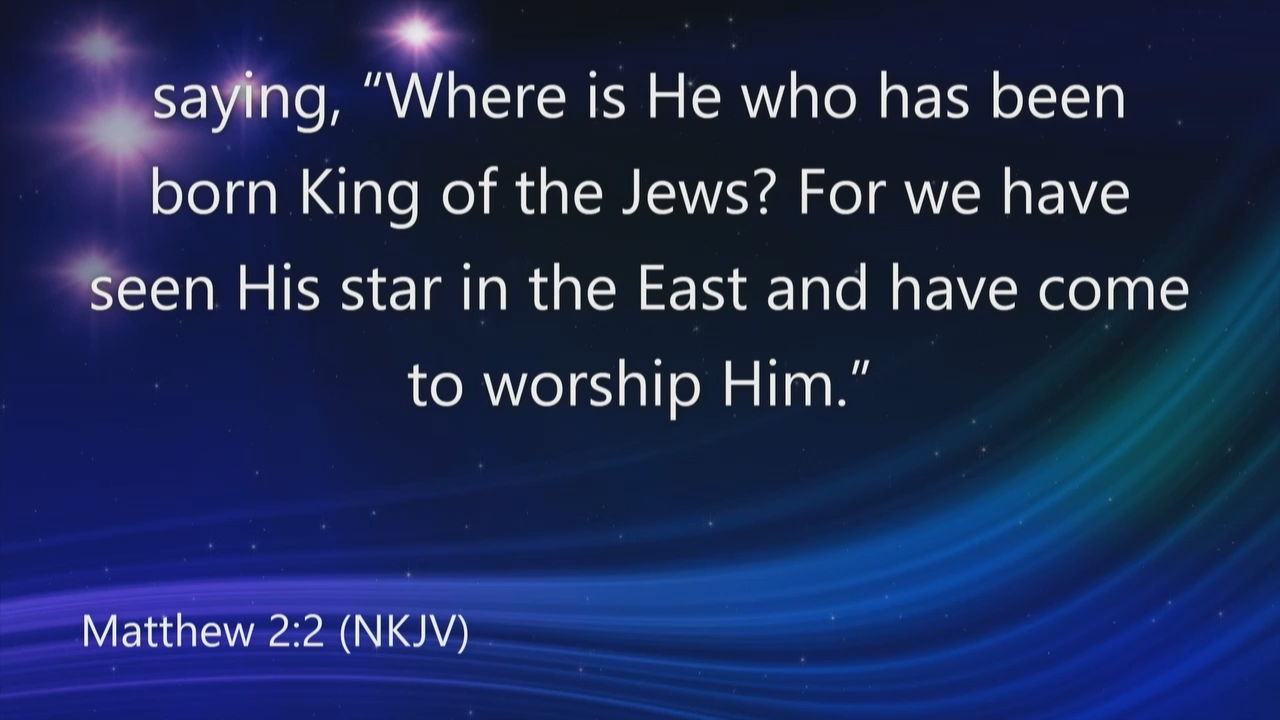 saying, “Where is He who has been
born King of the Jews? For we have
seen His star in the East and have come
to worship Him.”
Matthew 2:2 (NKJV)